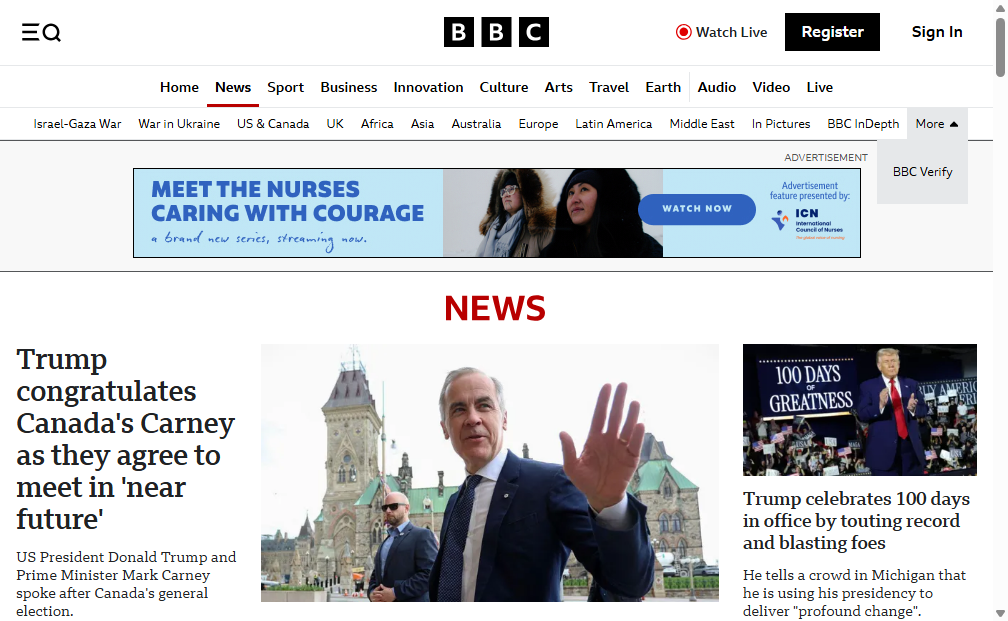 BBC
Watch Live
Register
Sign In
Home
News
Sport
Business
Innovation
Culture
Arts
Travel
Earth
Audio
Video
Live
Israel-Gaza War
War in Ukraine
US & Canada
UK
Africa
Asia
Australia
Europe
Latin America
Middle East
In Pictures
BBC InDepth
More
BBC Verify
ADVERTISEMENT
MEET THE NURSES
CARING WITH COURAGE
a brand new series, streaming now.
WATCH NOW
Advertisement
feature presented by:
ICN
International
Council of Nurses
The global voice of nursing
NEWS
Trump
congratulates
Canada's Carney
as they agree to
meet in 'near
future'
US President Donald Trump and
Prime Minister Mark Carney
spoke after Canada's general
election.
100 DAYS
OF
GREATNESS
Trump celebrates 100 days
in office by touting record
and blasting foes
He tells a crowd in Michigan that
he is using his presidency to
deliver "profound change".